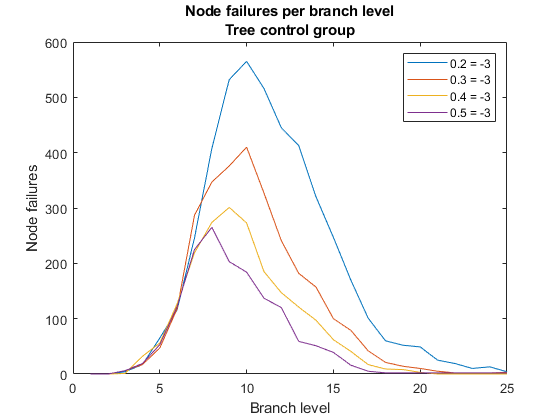 Node failures per branch level
Tree control group
600
500
400
300
200
100
0
Node failures
0.2 = -3
0.3 = -3
0.4 = -3
0.5 = -3
0 5 10 15 20 25
Branch level